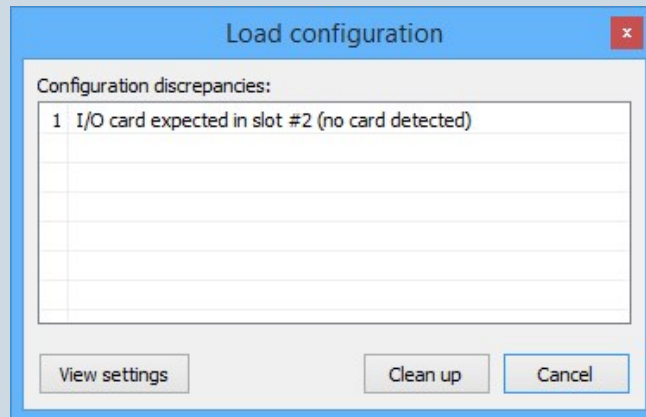 Load configuration
x
Configuration discrepancies:
1 I/O card expected in slot #2 (no card detected)
View settings Clean up Cancel